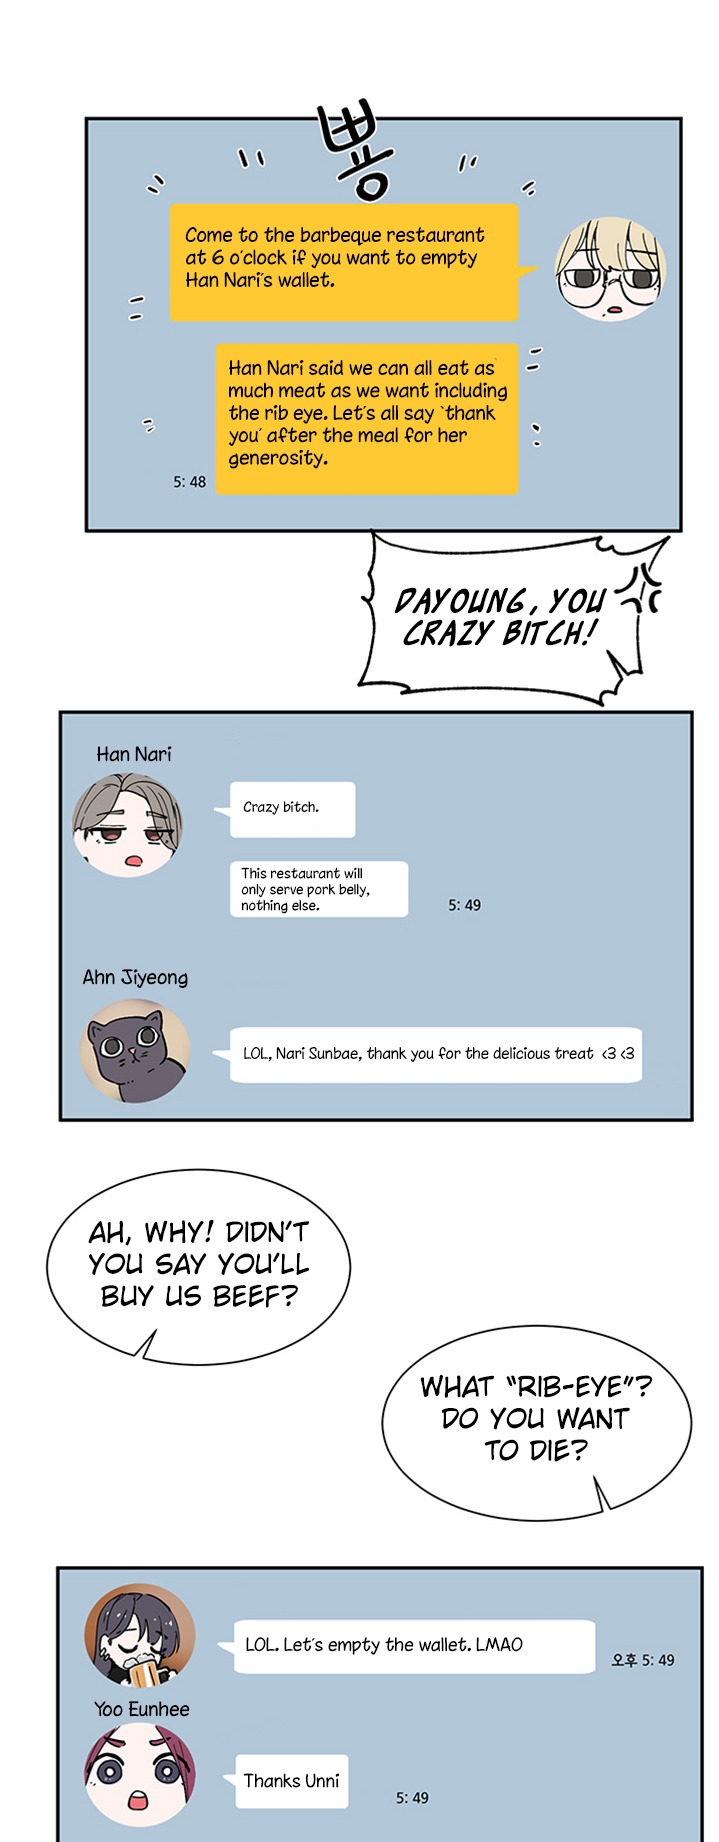 뾰옹
Come to the barbeque restaurant
at 6 o'clock if you want to empty
Han Nari's wallet.
Han Nari said we can all eat as
much meat as we want including
the rib eye. Let's all say `thank
you' after the meal for her
generosity.
5: 48
DAYOUNG, YOU
CRAZY BITCH!
Han Nari
Crazy bitch.
This restaurant will
only serve pork belly,
nothing else.
5: 49
Ahn Jiyeong
LOL, Nari Sunbae, thank you for the delicious treat <3 <3
AH, WHY! DIDN'T
YOU SAY YOU'LL
BUY US BEEF?
WHAT "RIB-EYE"?
DO YOU WANT
TO DIE?
LOL. Let's empty the wallet. LMAO
오후 5: 49
Yoo Eunhee
Thanks Unni
5: 49